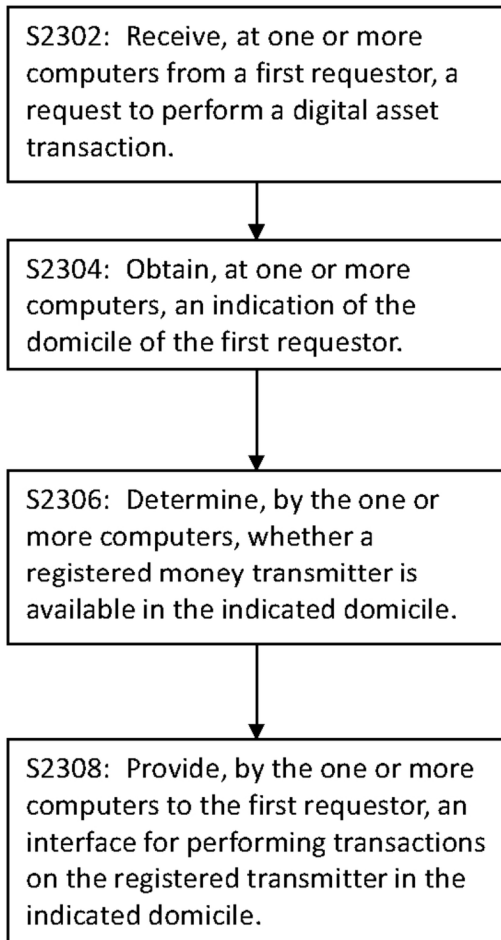 S2302:  Receive, at one or more
computers from a first requestor, a
request to perform a digital asset
transaction.
S2304:  Obtain, at one or more
computers, an indication of the
domicile of the first requestor.
S2306:  Determine, by the one or
more computers, whether a
registered money transmitter is
available in the indicated domicile.
S2308:  Provide, by the one or more
computers to the first requestor, an
interface for performing transactions
on the registered transmitter in the
indicated domicile.